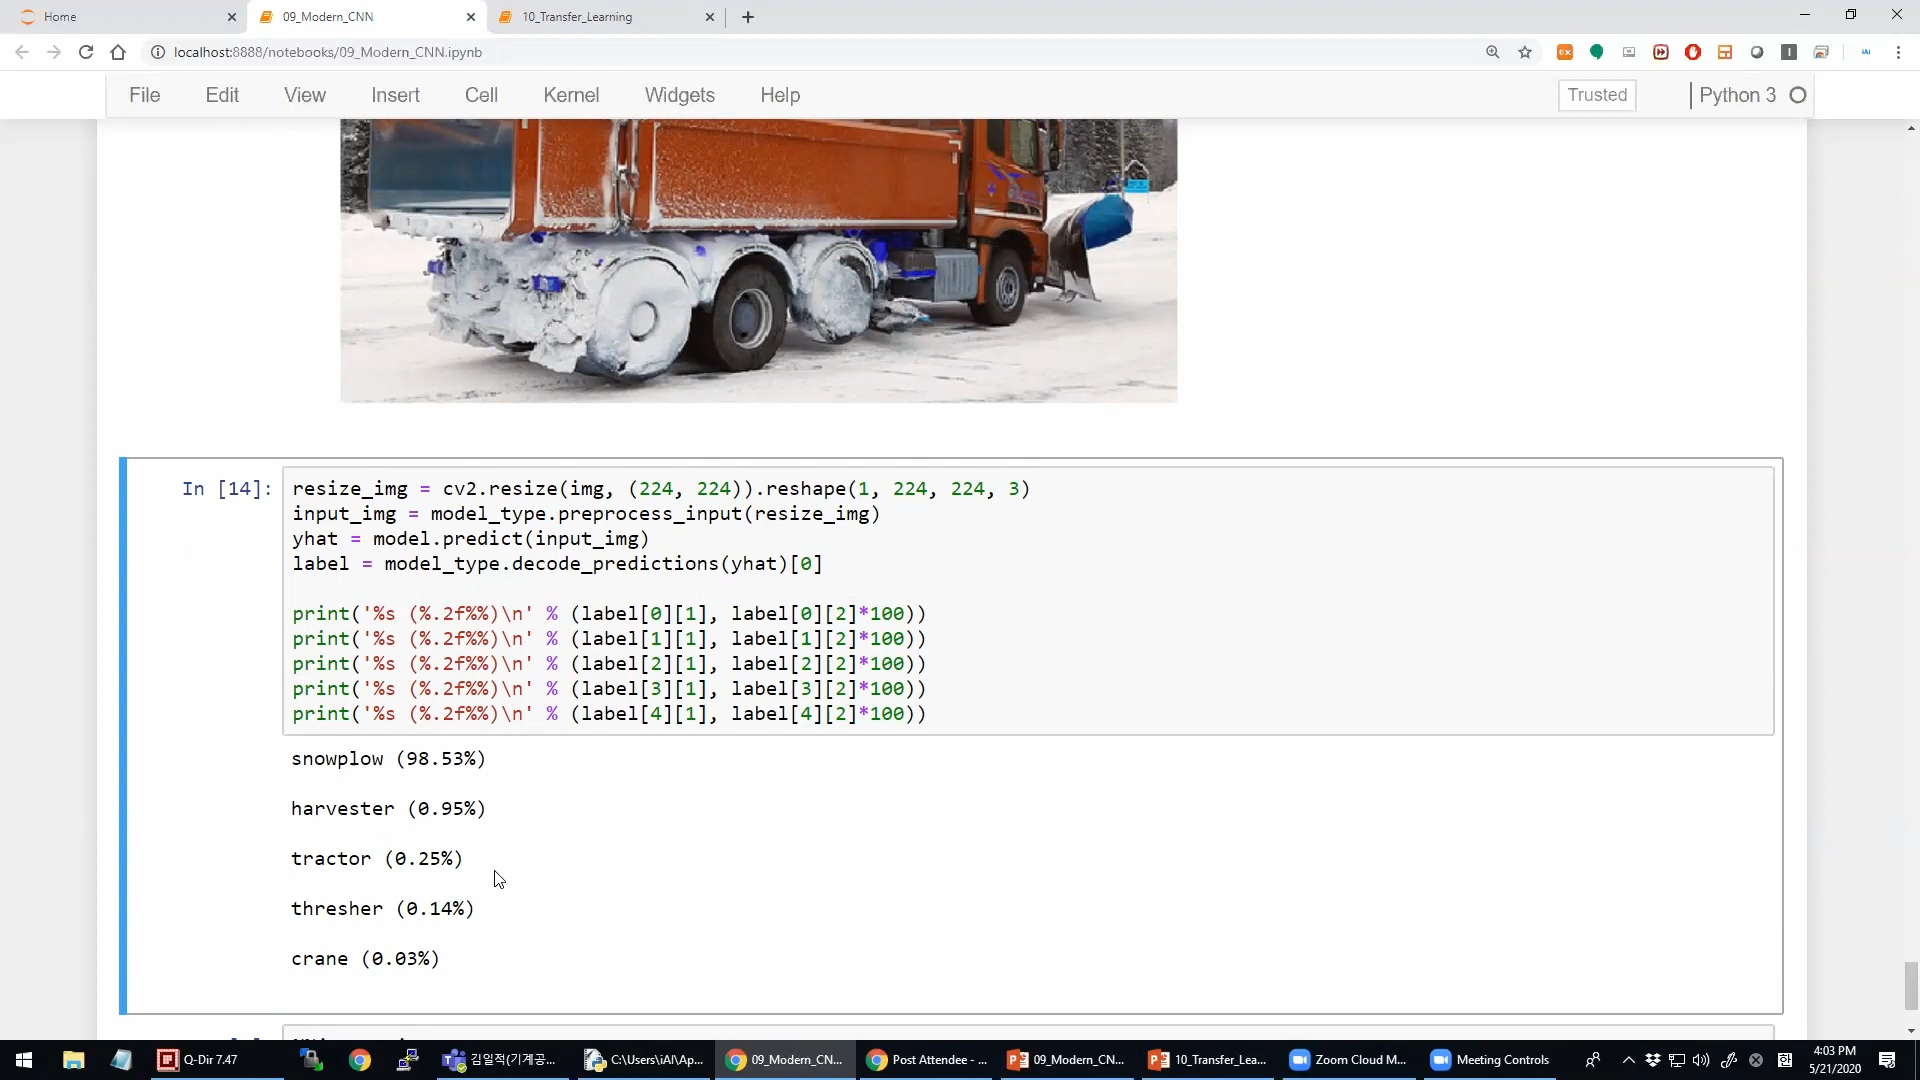 Home
09_Modern_CNN
10_Transfer_Learning
localhost:8888/notebooks/09_Modern_CNN.ipynb
File Edit View Insert Cell Kernel Widgets Help
Trusted
Python 3
In [14]:
resize_img = cv2.resize(img, (224, 224)).reshape(1, 224, 224, 3)
input_img = model_type.preprocess_input(resize_img)
yhat = model.predict(input_img)
label = model_type.decode_predictions(yhat)[0]
print('%s (%.2f%%)\n' % (label[0][1], label[0][2]*100))
print('%s (%.2f%%)\n' % (label[1][1], label[1][2]*100))
print('%s (%.2f%%)\n' % (label[2][1], label[2][2]*100))
print('%s (%.2f%%)\n' % (label[3][1], label[3][2]*100))
print('%s (%.2f%%)\n' % (label[4][1], label[4][2]*100))
snowplow (98.53%)
harvester (0.95%)
tractor (0.25%)
thresher (0.14%)
crane (0.03%)
Q-Dir 7.47
김일적(기계공...
C:\Users\iAI\Ap...
09_Modern_CN...
Post Attendee - ...
09_Modern_CN...
10_Transfer_Lea...
Zoom Cloud M...
Meeting Controls
4:03 PM
5/21/2020